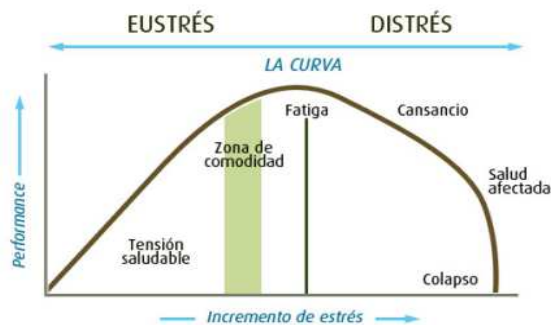 EUSTRÉS
DISTRÉS
LA CURVA
Fatiga
Cansancio
Zona de
comodidad
Salud
afectada
Tensión
saludable
Colapso
Performance
Incremento de estrés